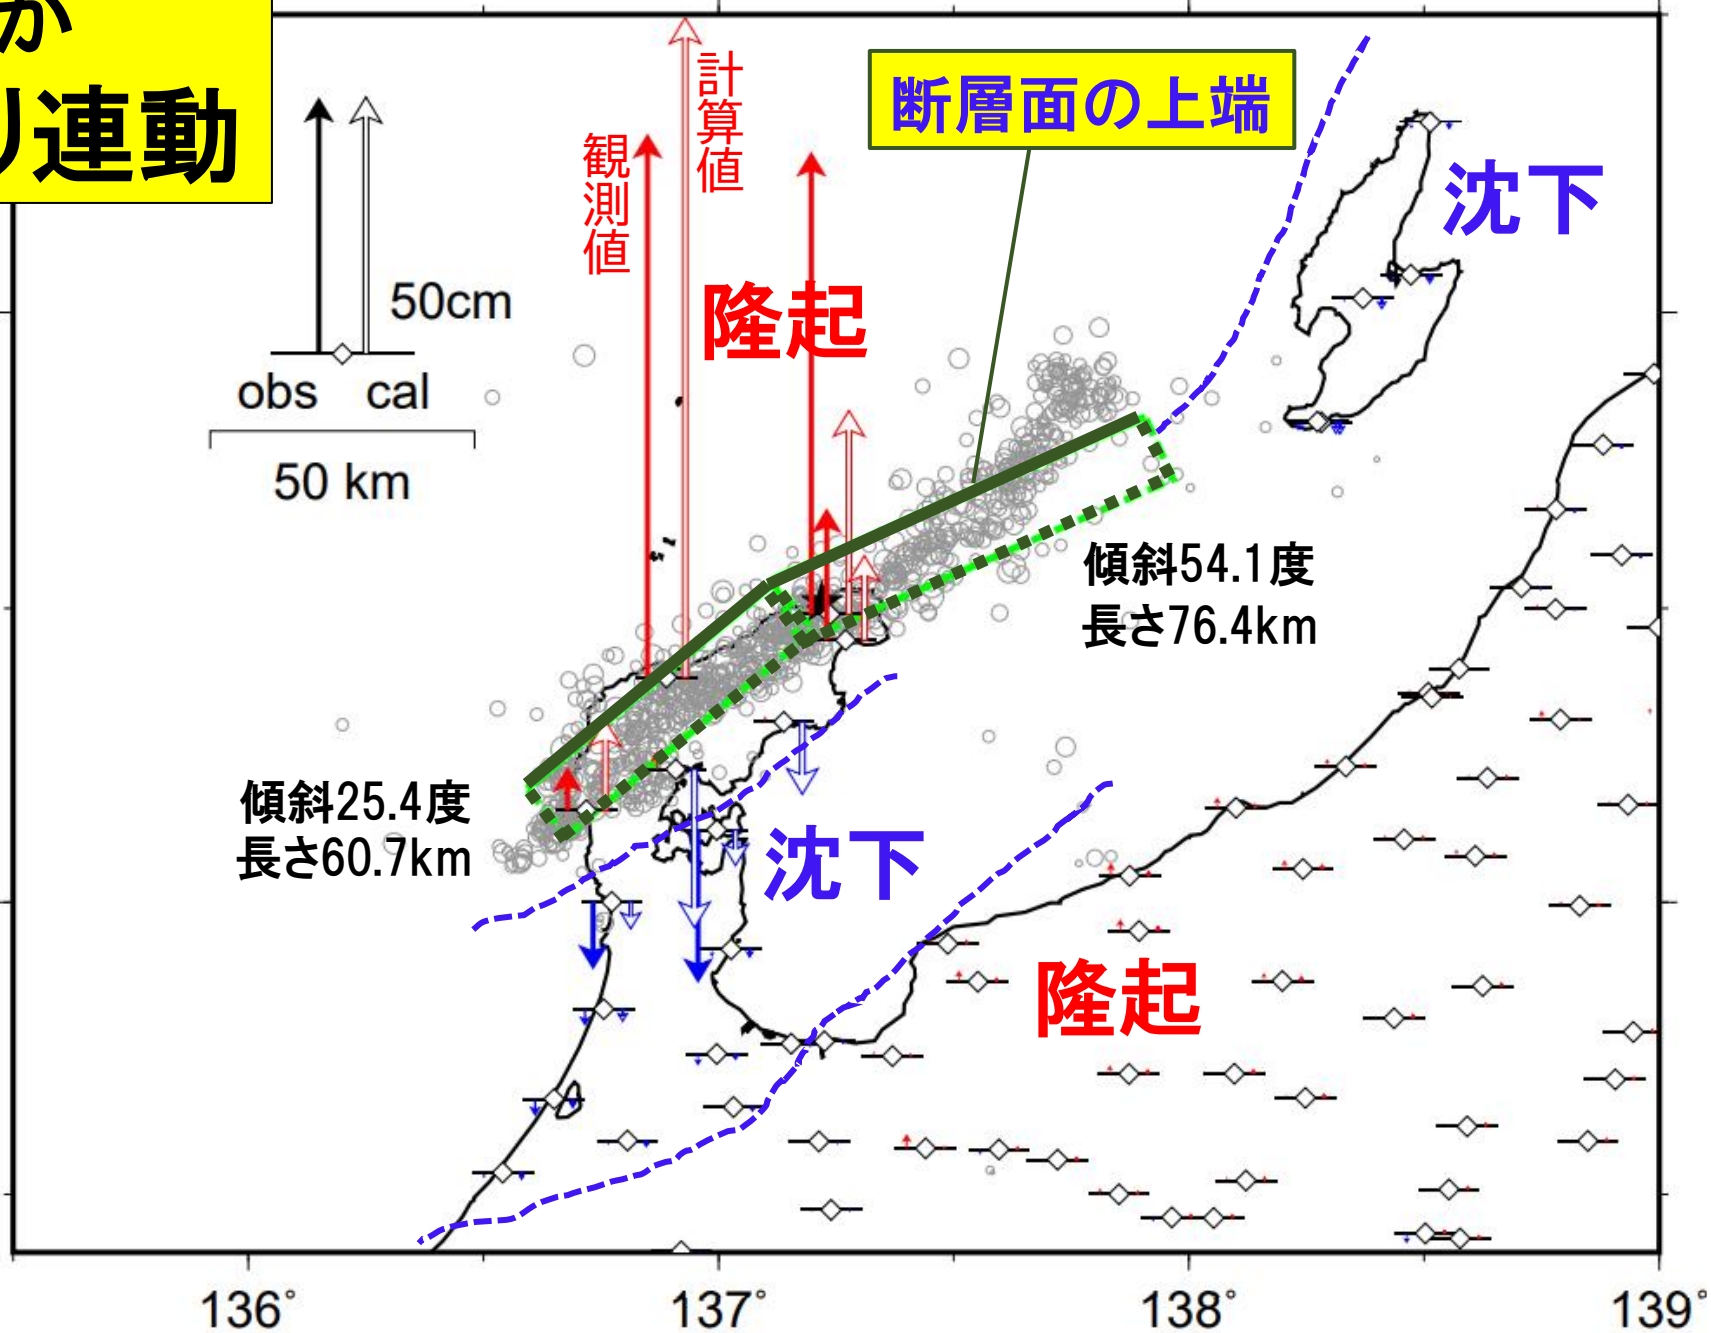 が
リ連動
計算値
観測値
断層面の上端
沈下
50cm
隆起
obs cal
50 km
傾斜54.1度
長さ76.4km
傾斜25.4度
長さ60.7km
沈下
隆起
136°
137°
138°
139°